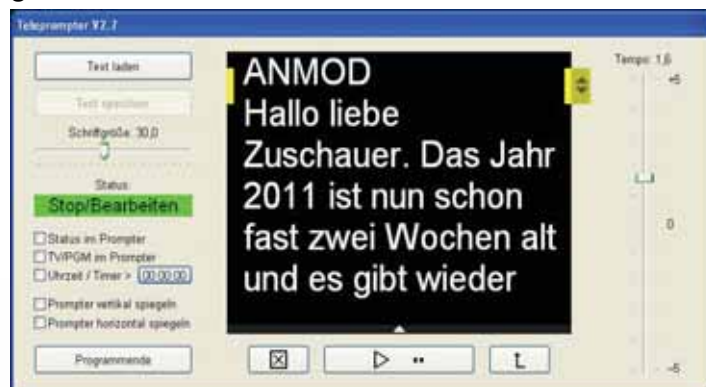 Teleprompter V2.7
Text laden
Text speichern
Schriftgröße: 30,0
Status:
Stop/Bearbeiten
Status im Prompter
TV/PGM im Prompter
Uhrzeit / Timer > 00:00:00
Prompter vertikal spiegeln
Prompter horizontal spiegeln
Programmende
ANMOD
Hallo liebe
Zuschauer. Das Jahr
2011 ist nun schon
fast zwei Wochen alt
und es gibt wieder
Tempo: 1,6
+5
0
-5